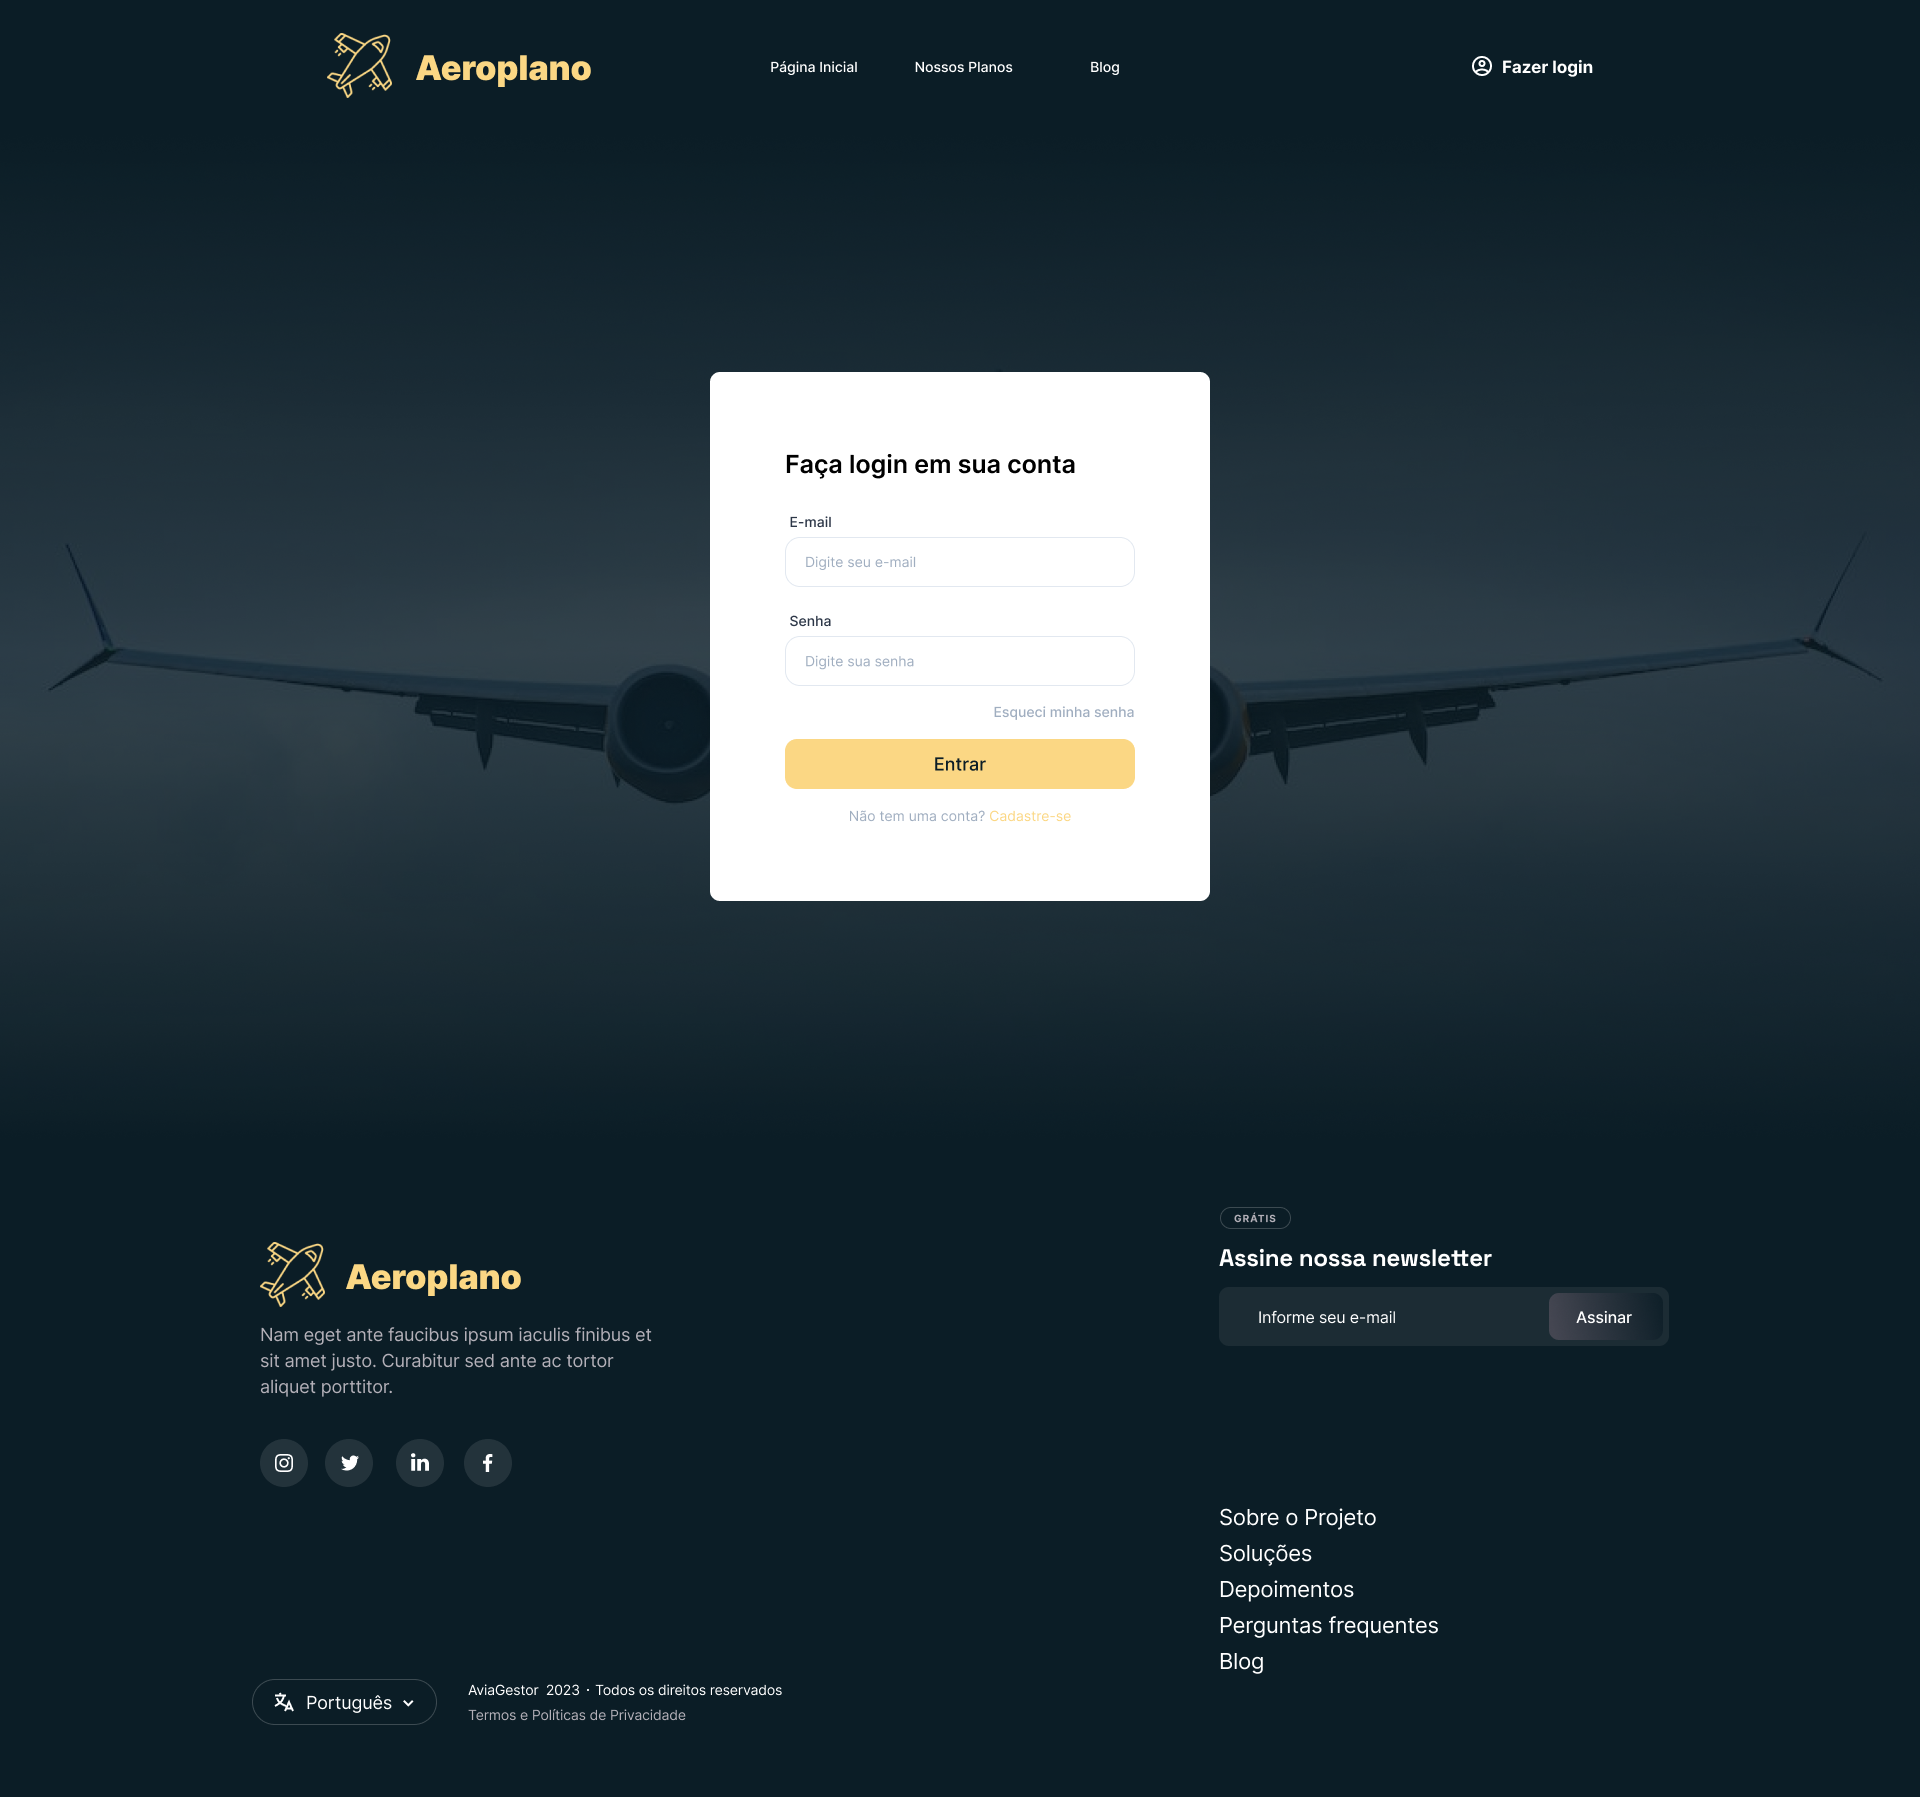 Aeroplano
Página Inicial
Nossos Planos
Blog
Fazer login
Faça login em sua conta
E-mail
Digite seu e-mail
Senha
Digite sua senha
Esqueci minha senha
Entrar
Não tem uma conta? Cadastre-se
GRÁTIS
Assine nossa newsletter
Informe seu e-mail
Assinar
Aeroplano
Nam eget ante faucibus ipsum iaculis finibus et
sit amet justo. Curabitur sed ante ac tortor
aliquet porttitor.
Sobre o Projeto
Soluções
Depoimentos
Perguntas frequentes
Blog
Português
AviaGestor 2023 · Todos os direitos reservados
Termos e Políticas de Privacidade